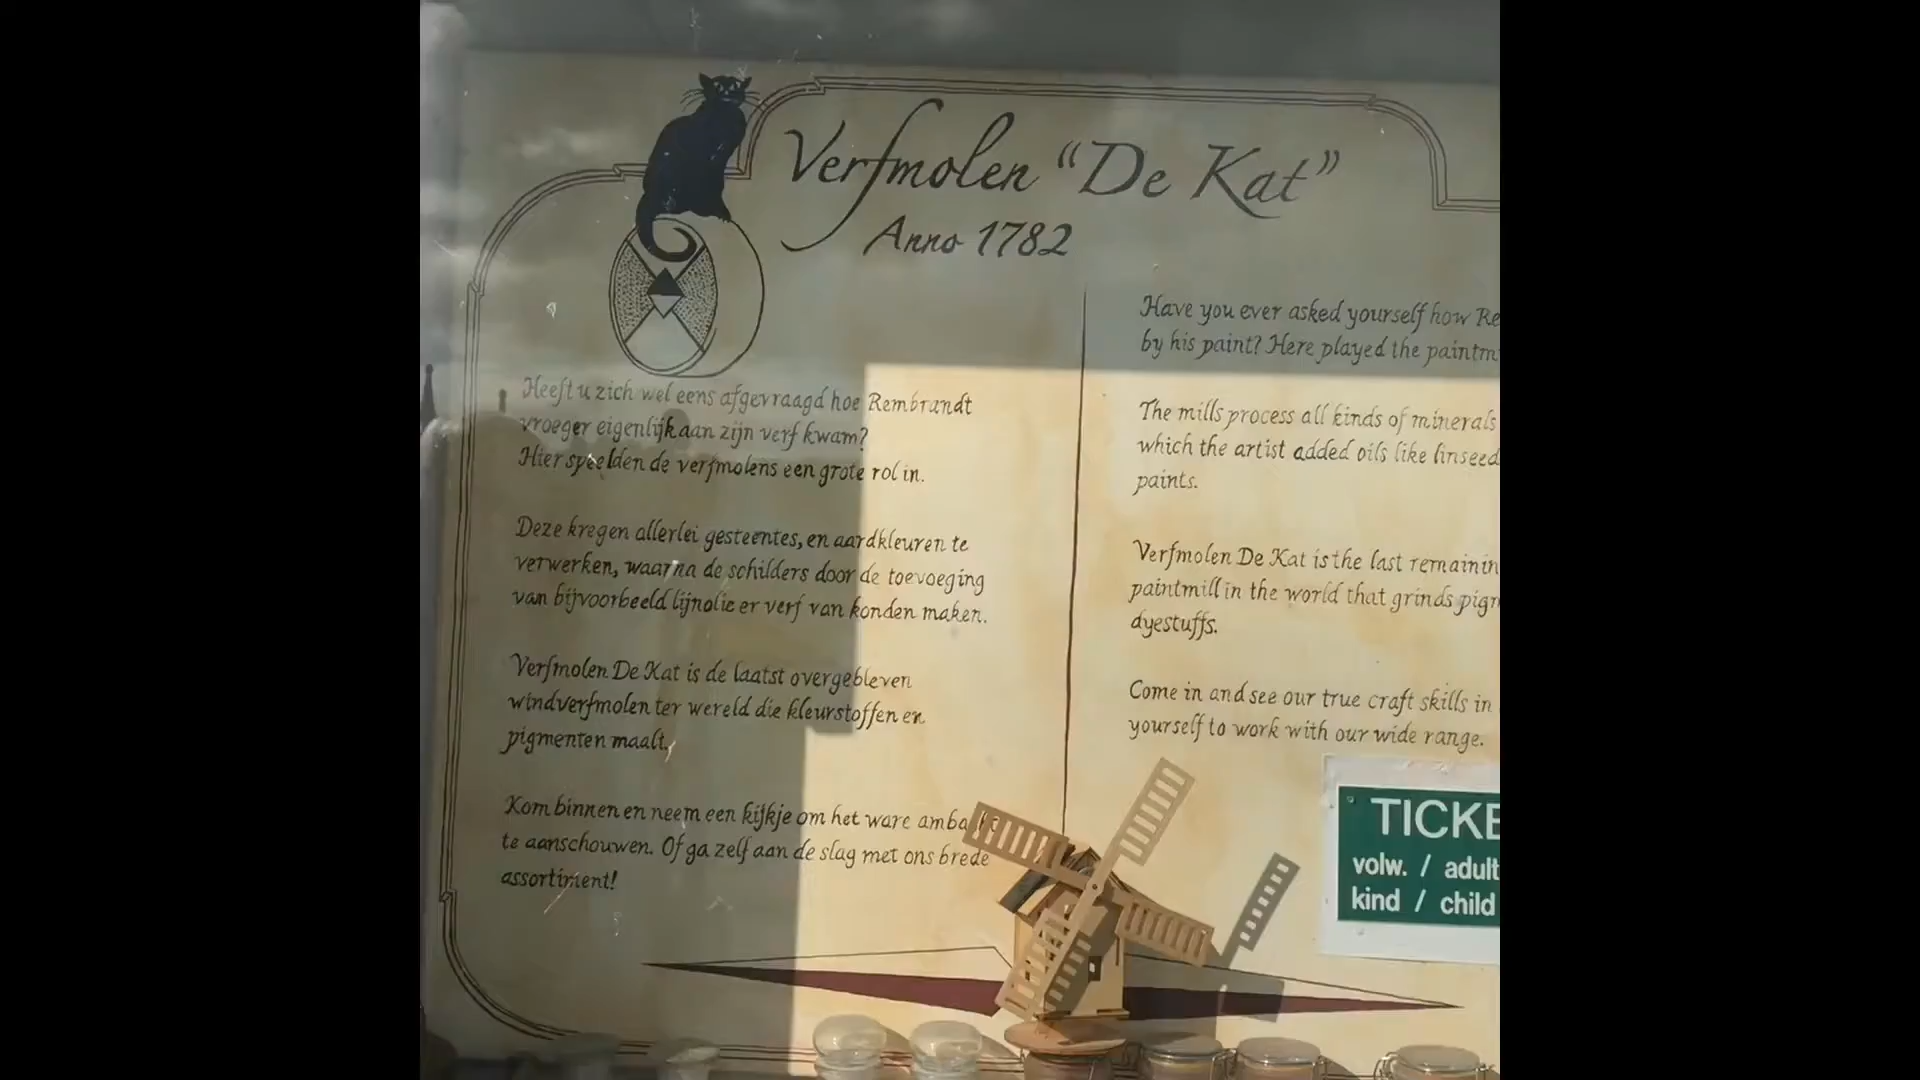 Verfmolen “De Kat”
Anno 1782
Heeft u zich wel eens afgevraagd hoe Rembrandt
vroeger eigenlijk aan zijn verf kwam?
Hier speelden de verfmolens een grote rol in.
Deze kregen allerlei gesteentes, en aardkleuren te
verwerken, waarna de schilders door de toevoeging
van bijvoorbeeld lijnolie er verf van konden maken.
Verfmolen De Kat is de laatst overgebleven
windverfmolen ter wereld die kleurstoffen en
pigmenten maalt.
Kom binnen en neem een kijkje om het ware
te aanschouwen. Of ga zelf aan de slag met ons brede
assortiment!
Have you ever asked yourself how Re
by his paint? Here played the paintm
The mills process all kinds of minerals
which the artist added oils like linseed
paints.
Verfmolen De Kat is the last remainin
paintmill in the world that grinds pigm
dyestuffs.
Come in and see our true craft skills in
yourself to work with our wide range.
TICKE
volw. / adult
kind / child